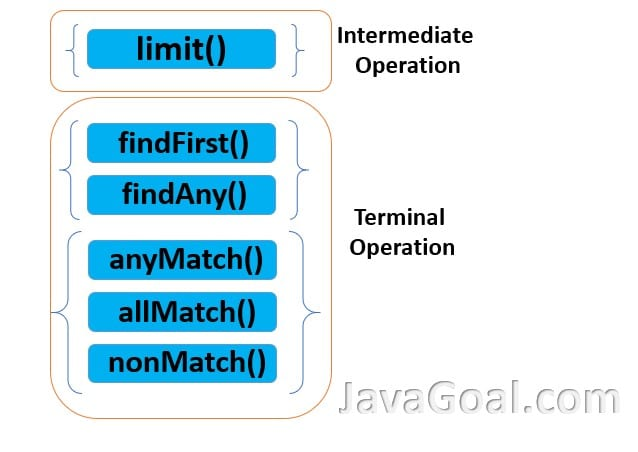 limit()
Intermediate
Operation
findFirst()
findAny()
Terminal
Operation
anyMatch()
allMatch()
nonMatch()
JavaGoal.com